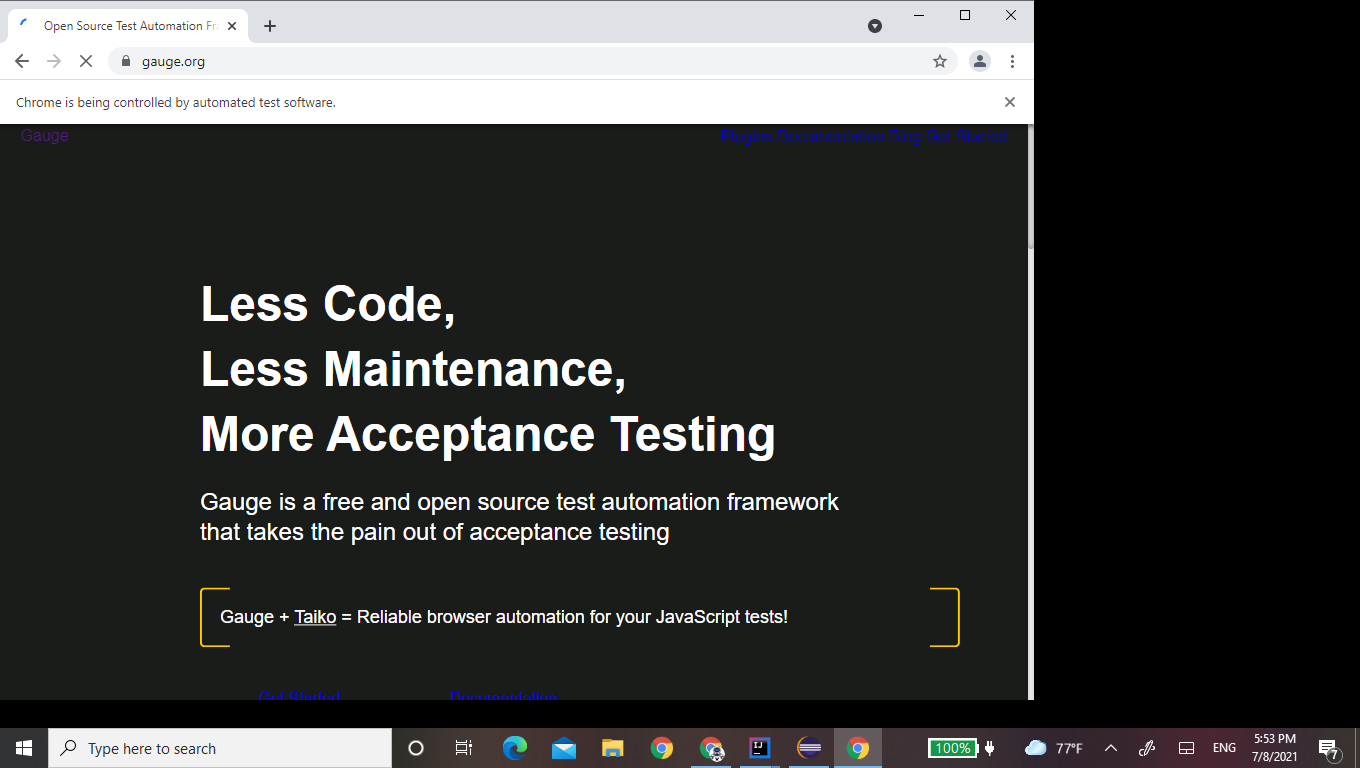 Open Source Test Automation Fra
gauge.org
Chrome is being controlled by automated test software.
Gauge
Plugins Documentation Blog Get Started
Less Code,
Less Maintenance,
More Acceptance Testing
Gauge is a free and open source test automation framework
that takes the pain out of acceptance testing
Gauge + Taiko = Reliable browser automation for your JavaScript tests!
Get Started Documentation
Type here to search
IJ
100%
77°F
ENG
5:53 PM
7/8/2021
7